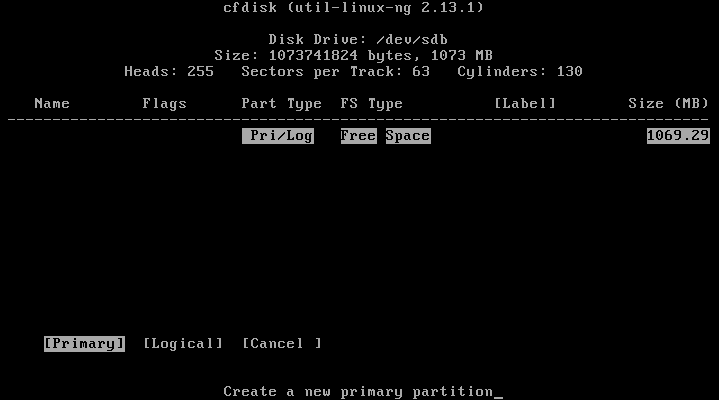 cfdisk (util-linux-ng 2.13.1)
Disk Drive: /dev/sdb
Size: 1073741824 bytes, 1073 MB
Heads: 255 Sectors per Track: 63 Cylinders: 130
Name Flags Part Type FS Type [Label] Size (MB)
Pri/Log Free Space 1069.29
[Primary] [Logical] [Cancel ]
Create a new primary partition_